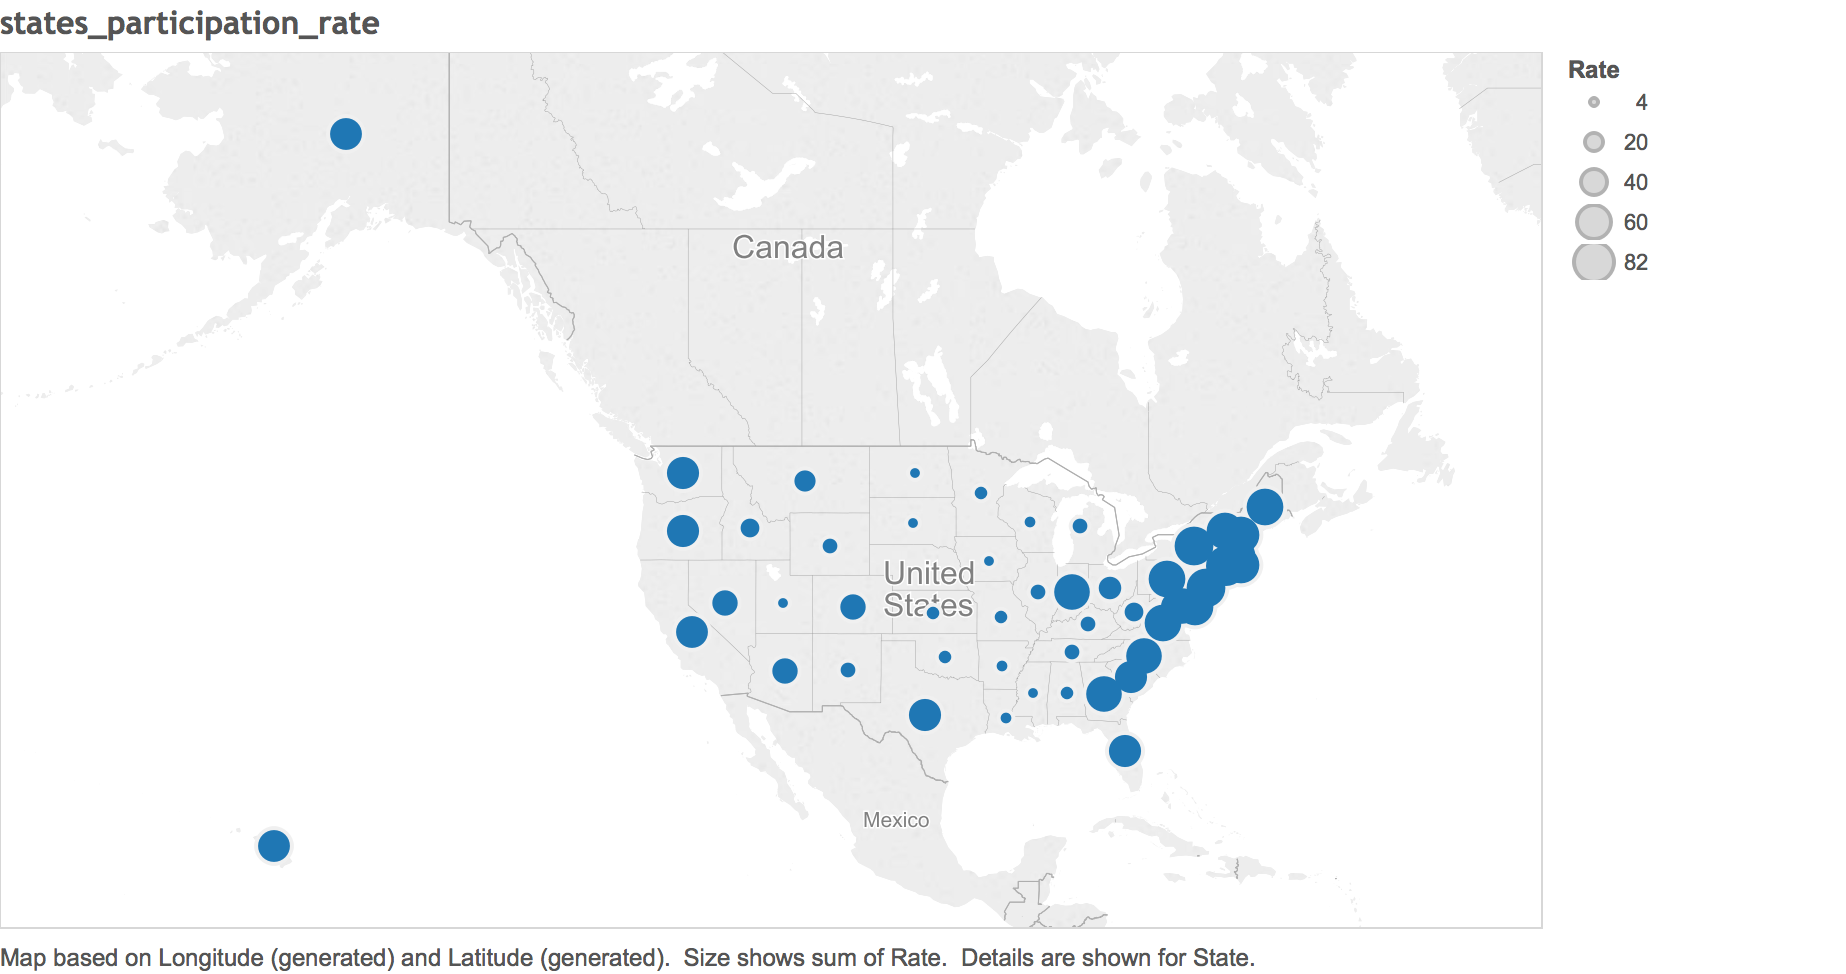 states_participation_rate
Rate
4
20
40
60
82
Canada
United
States
Mexico
Map based on Longitude (generated) and Latitude (generated).  Size shows sum of Rate.  Details are shown for State.